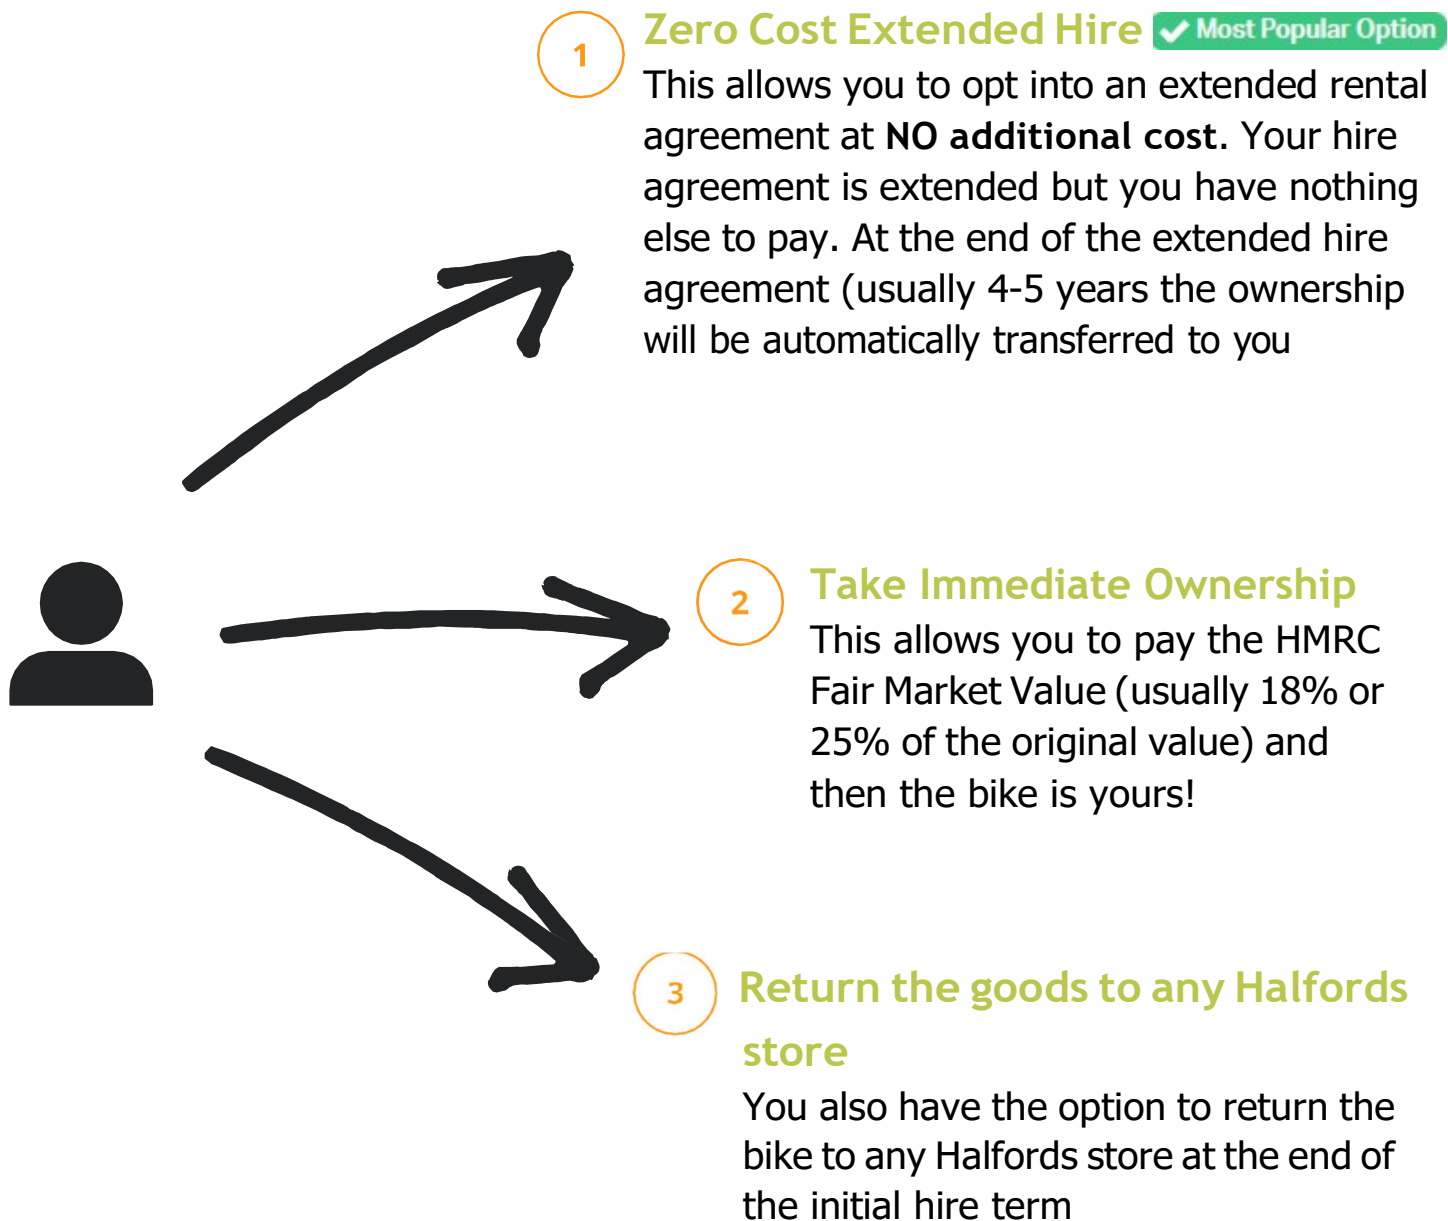 1
Zero Cost Extended Hire Most Popular Option
This allows you to opt into an extended rental
agreement at NO additional cost. Your hire
agreement is extended but you have nothing
else to pay. At the end of the extended hire
agreement (usually 4-5 years the ownership
will be automatically transferred to you
2
Take Immediate Ownership
This allows you to pay the HMRC
Fair Market Value (usually 18% or
25% of the original value) and
then the bike is yours!
3
Return the goods to any Halfords
store
You also have the option to return the
bike to any Halfords store at the end of
the initial hire term